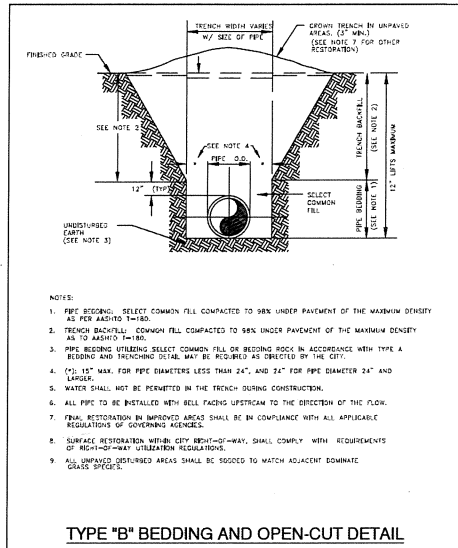 TRENCH WIDTH VARIES
W/ SIZE OF PIPE
CROWN TRENCH IN UNPAVED
AREAS. (3" MIN.)
(SEE NOTE 7 FOR OTHER
RESTORATION)
FINISHED GRADE
SEE NOTE 2
SEE NOTE 4
PIPE O.D.
12" (TYP)
SELECT
COMMON
FILL
UNDISTURBED
EARTH
(SEE NOTE 3)
TRENCH BACKFILL
(SEE NOTE 2)
12" LIFTS MAXIMUM
PIPE BEDDING
(SEE NOTE 1)
NOTES:
1. PIPE BEDDING: SELECT COMMON FILL COMPACTED TO 98% UNDER PAVEMENT OF THE MAXIMUM DENSITY
AS PER AASHTO T-180.
2. TRENCH BACKFILL: COMMON FILL COMPACTED TO 98% UNDER PAVEMENT OF THE MAXIMUM DENSITY
AS TO AASHTO T-180.
3. PIPE BEDDING UTILIZING SELECT COMMON FILL OR BEDDING ROCK IN ACCORDANCE WITH TYPE A
BEDDING AND TRENCHING DETAIL MAY BE REQUIRED AS DIRECTED BY THE CITY.
4. (*): 15" MAX. FOR PIPE DIAMETERS LESS THAN 24", AND 24" FOR PIPE DIAMETER 24" AND
LARGER.
5. WATER SHALL NOT BE PERMITTED IN THE TRENCH DURING CONSTRUCTION.
6. ALL PIPE TO BE INSTALLED WITH BELL FACING UPSTREAM TO THE DIRECTION OF THE FLOW.
7. FINAL RESTORATION IN IMPROVED AREAS SHALL BE IN COMPLIANCE WITH ALL APPLICABLE
REGULATIONS OF GOVERNING AGENCIES.
8. SURFACE RESTORATION WITHIN CITY RIGHT-OF-WAY, SHALL COMPLY WITH REQUIREMENTS
OF RIGHT-OF-WAY UTILIZATION REGULATIONS.
9. ALL UNPAVED DISTURBED AREAS SHALL BE SODDED TO MATCH ADJACENT DOMINATE
GRASS SPECIES.
TYPE "B" BEDDING AND OPEN-CUT DETAIL